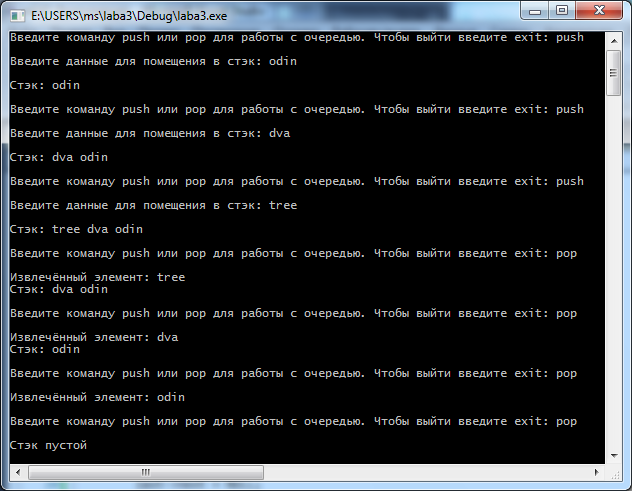 E:\USERS\ms\laba3\Debug\laba3.exe
Введите команду push или pop для работы с очередью. Чтобы выйти введите exit: push
Введите данные для помещения в стэк: odin
Стэк: odin
Введите команду push или pop для работы с очередью. Чтобы выйти введите exit: push
Введите данные для помещения в стэк: dva
Стэк: dva odin
Введите команду push или pop для работы с очередью. Чтобы выйти введите exit: push
Введите данные для помещения в стэк: tree
Стэк: tree dva odin
Введите команду push или pop для работы с очередью. Чтобы выйти введите exit: pop
Извлечённый элемент: tree
Стэк: dva odin
Введите команду push или pop для работы с очередью. Чтобы выйти введите exit: pop
Извлечённый элемент: dva
Стэк: odin
Введите команду push или pop для работы с очередью. Чтобы выйти введите exit: pop
Извлечённый элемент: odin
Введите команду push или pop для работы с очередью. Чтобы выйти введите exit: pop
Стэк пустой